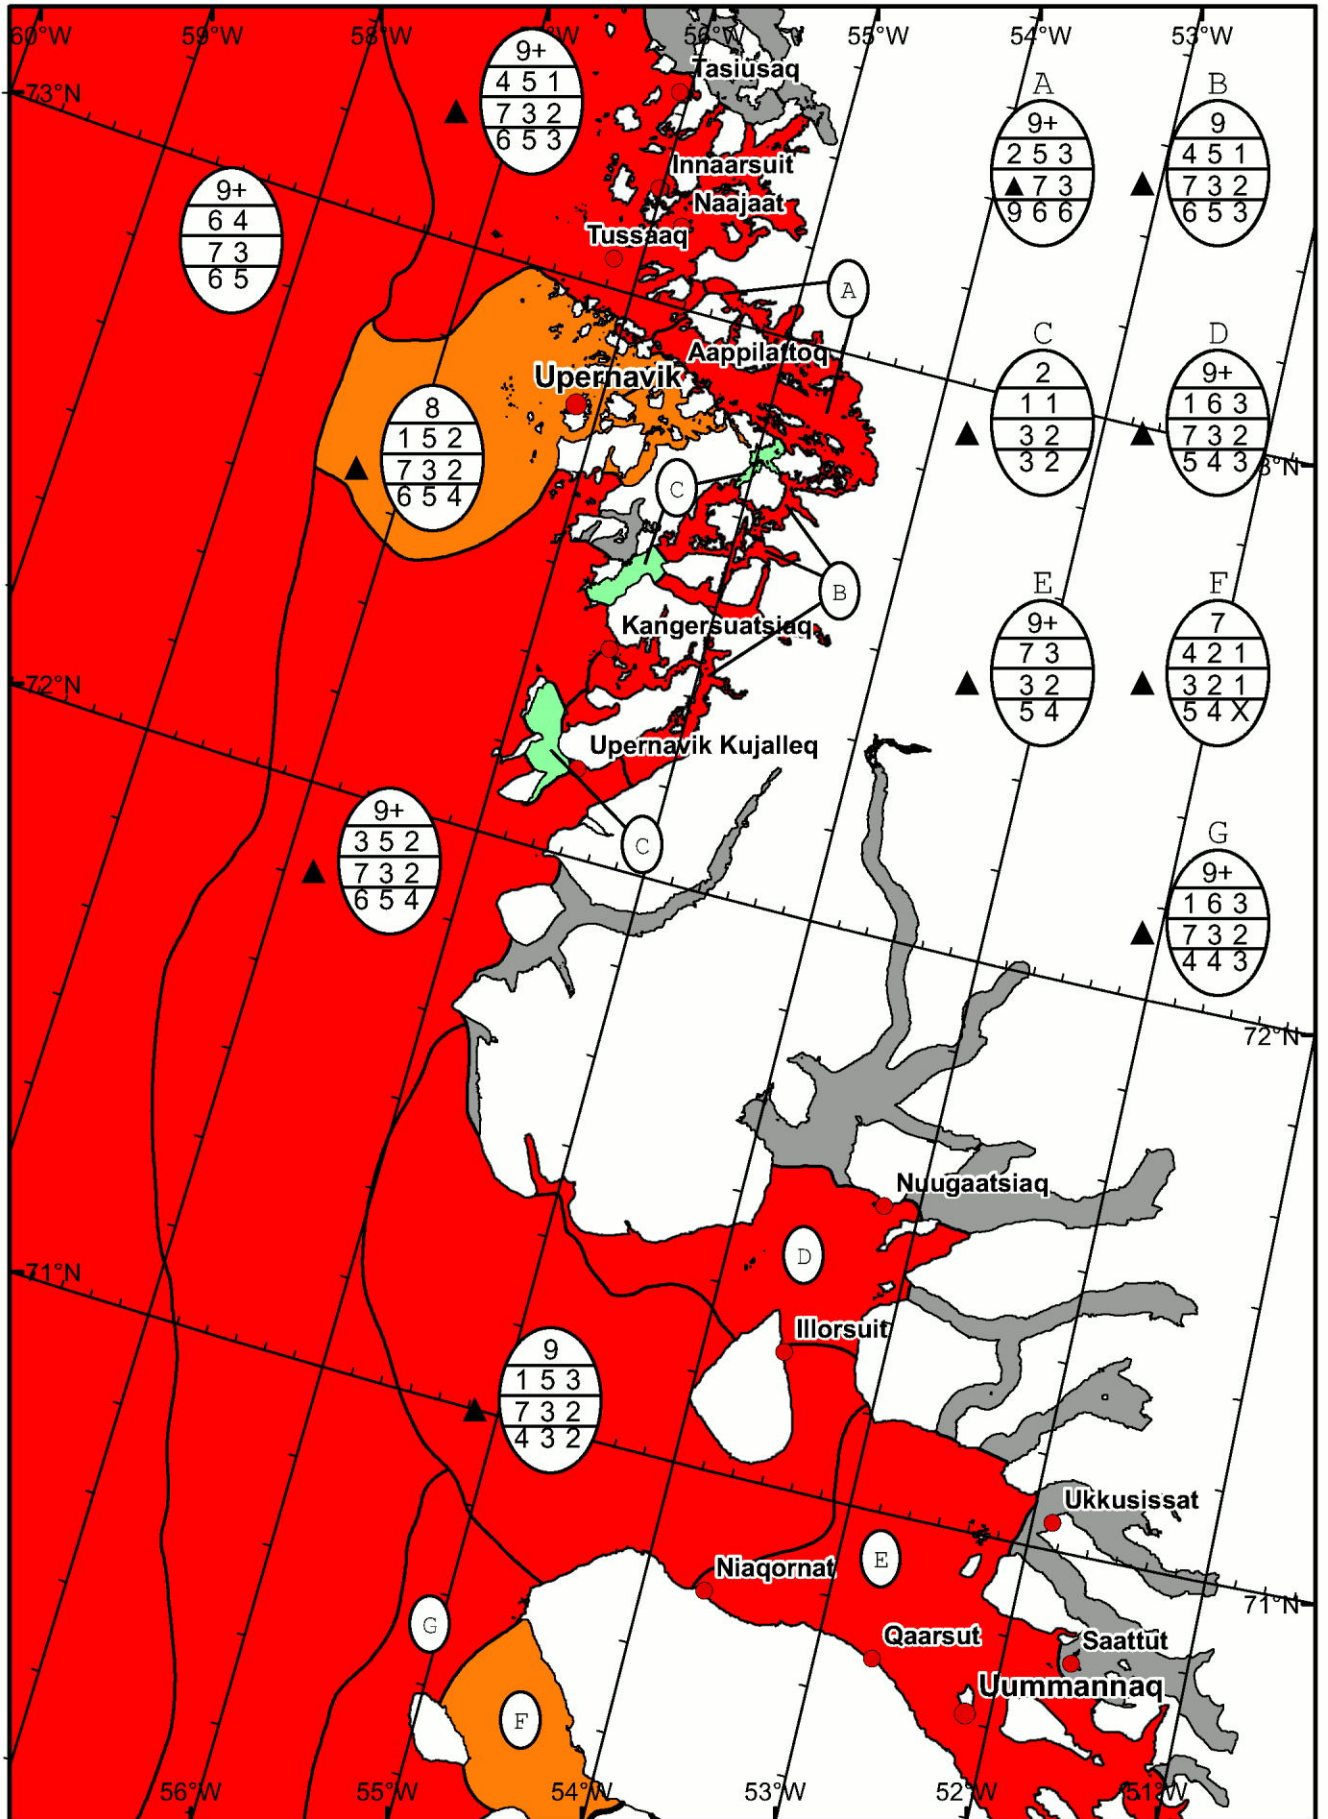 60°W 59°W 58°W 57°W 56°W 55°W 54°W 53°W
73°N
9+
4 5 1
7 3 2
6 5 3
Tasiusaq
Innaarsuit
Naajaat
Tussaaq
9+
6 4
7 3
6 5
A
9+
2 5 3
▲ 7 3
9 6 6
B
9
4 5 1
7 3 2
6 5 3
A
Aappilattoq
Upernavik
8
1 5 2
7 3 2
6 5 4
C
2
1 1
3 2
3 2
D
9+
1 6 3
7 3 2
5 4 3
73°N
C
B
Kangersuatsiaq
E
9+
7 3
3 2
5 4
F
7
4 2 1
3 2 1
5 4 X
72°N
Upernavik Kujalleq
C
9+
3 5 2
7 3 2
6 5 4
G
9+
1 6 3
7 3 2
4 4 3
72°N
Nuugaatsiaq
D
71°N
Illorsuit
9
1 5 3
7 3 2
4 3 2
Ukkusissat
Niaqornat
E
71°N
G
Qaarsut
Saattut
Uummannaq
F
56°W 55°W 54°W 53°W 52°W 51°W